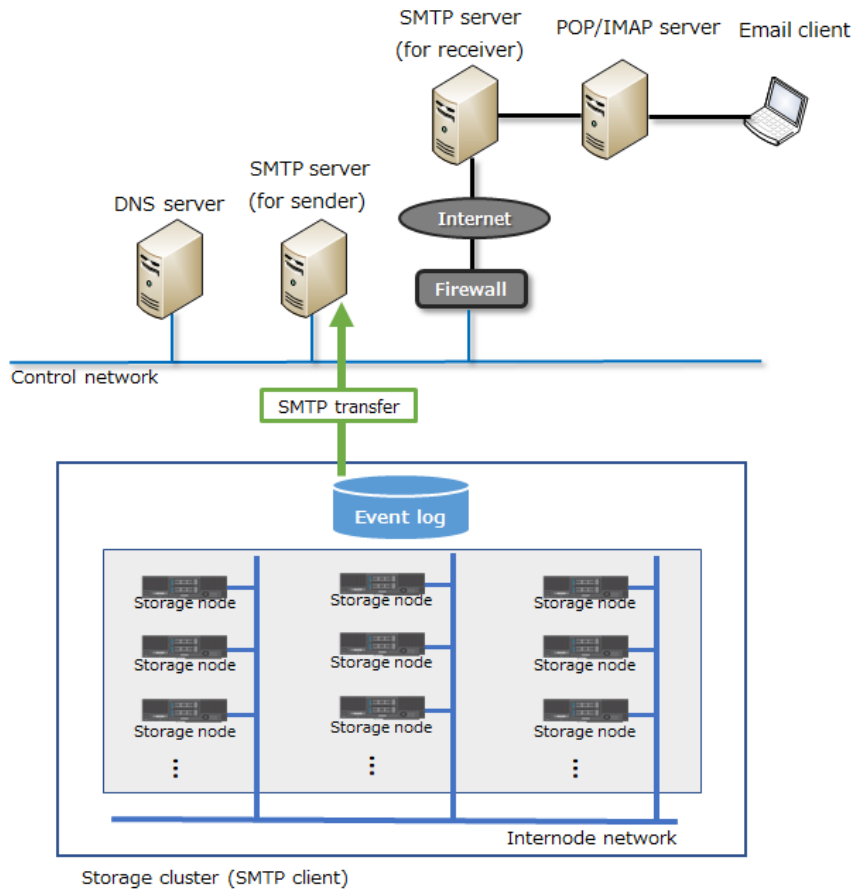 SMTP server
(for receiver)
POP/IMAP server
Email client
SMTP server
(for sender)
DNS server
Internet
Firewall
Control network
SMTP transfer
Event log
Storage node
Storage node
Storage node
Storage node
Storage node
Storage node
Storage node
Storage node
Storage node
⋮
⋮
⋮
Internode network
Storage cluster (SMTP client)